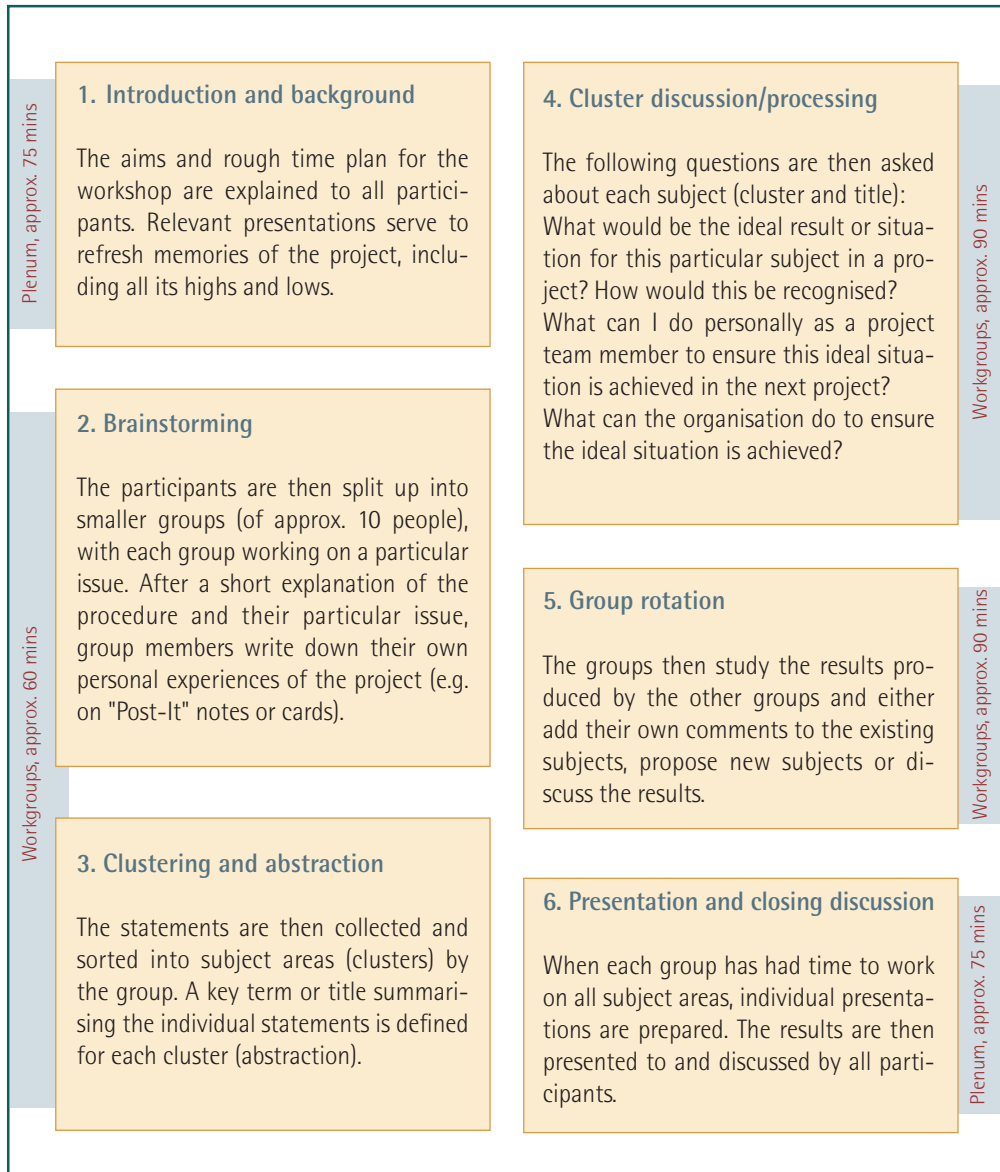 Plenum, approx. 75 mins
1. Introduction and background
The aims and rough time plan for the
workshop are explained to all partici-
pants. Relevant presentations serve to
refresh memories of the project, inclu-
ding all its highs and lows.
Workgroups, approx. 60 mins
2. Brainstorming
The participants are then split up into
smaller groups (of approx. 10 people),
with each group working on a particular
issue. After a short explanation of the
procedure and their particular issue,
group members write down their own
personal experiences of the project (e.g.
on "Post-It" notes or cards).
3. Clustering and abstraction
The statements are then collected and
sorted into subject areas (clusters) by
the group. A key term or title summari-
sing the individual statements is defined
for each cluster (abstraction).
4. Cluster discussion/processing
The following questions are then asked
about each subject (cluster and title):
What would be the ideal result or situa-
tion for this particular subject in a pro-
ject? How would this be recognised?
What can I do personally as a project
team member to ensure this ideal situa-
tion is achieved in the next project?
What can the organisation do to ensure
the ideal situation is achieved?
Workgroups, approx. 90 mins
5. Group rotation
The groups then study the results pro-
duced by the other groups and either
add their own comments to the existing
subjects, propose new subjects or di-
scuss the results.
Workgroups, approx. 90 mins
6. Presentation and closing discussion
When each group has had time to work
on all subject areas, individual presenta-
tions are prepared. The results are then
presented to and discussed by all parti-
cipants.
Plenum, approx. 75 mins